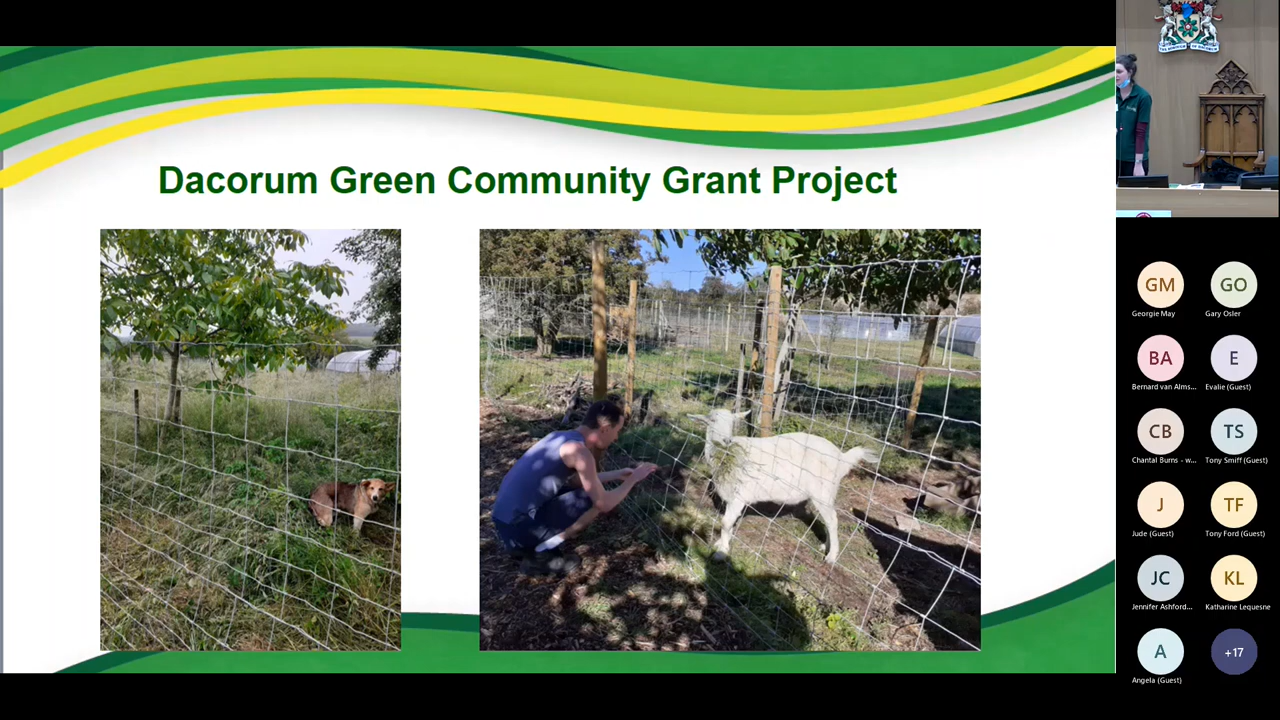 Dacorum Green Community Grant Project
GM
GO
Georgie May
Gary Osler
BA
E
Bernard van Alms...
Evalie (Guest)
CB
TS
Chantal Burns - w...
Tony Smiff (Guest)
J
TF
Jude (Guest)
Tony Ford (Guest)
JC
KL
Jennifer Ashford...
Katharine Lequesne
A
+17
Angela (Guest)